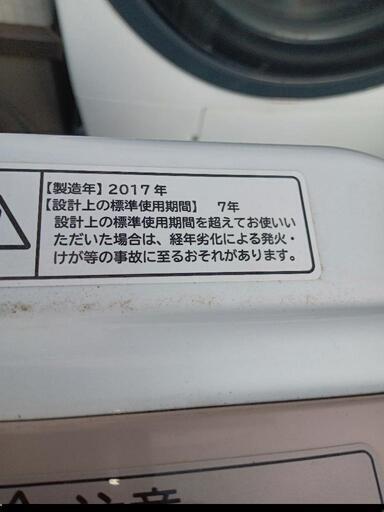 【製造年】2017年
【設計上の標準使用期間】 7年
設計上の標準使用期間を超えてお使いい
ただいた場合は、経年劣化による発火・
けが等の事故に至るおそれがあります。
注意